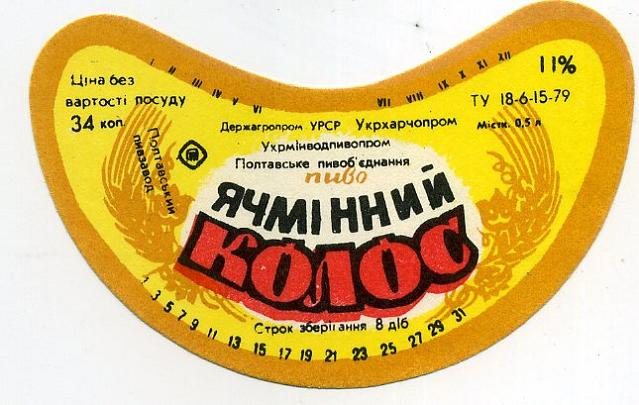 I II III IV V VI VII VIII IX X XI XII
Ціна без
вартості посуду
34 коп.
11%
ТУ 18-6-15-79
Містк. 0,5 л
Держагропром УРСР Укрхарчопром
Укрмінводпивопром
Полтавське пивоб'єднання
Полтавський
пивзавод
пиво
ЯЧМІННИЙ
КОЛОС
Строк зберігання 8 діб
1 3 5 7 9 11 13 15 17 19 21 23 25 27 29 31